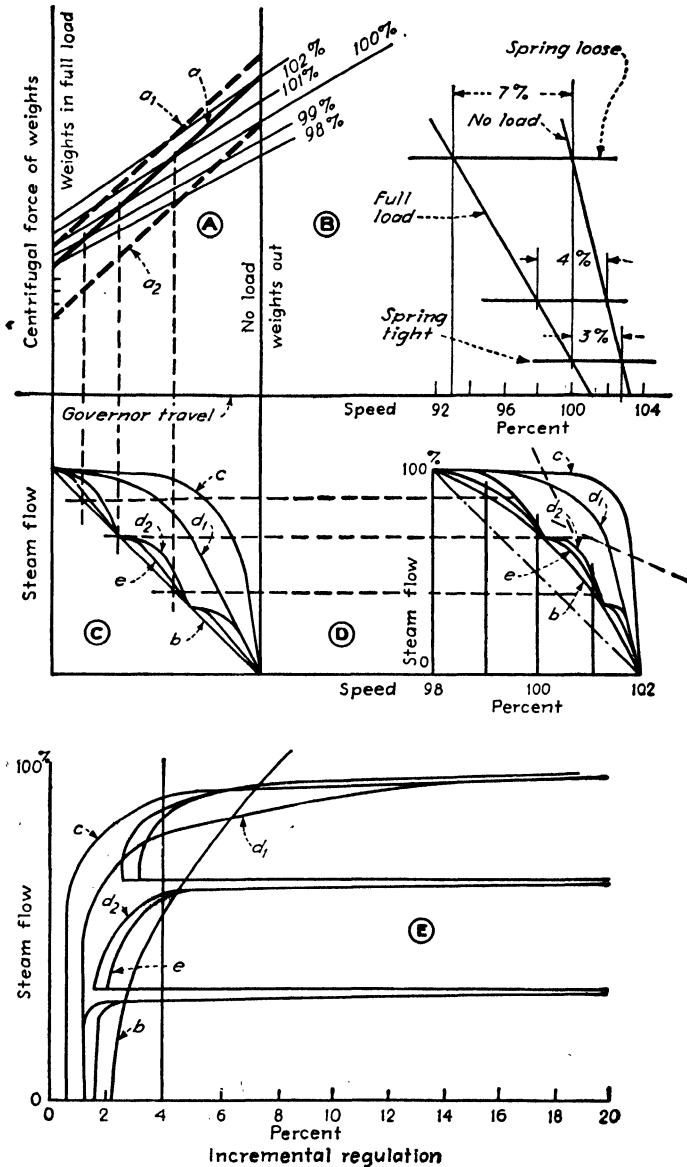 Centrifugal force of weights
Weights in full load
a₁
a
102%
101%
100%
99%
98%
A
a₂
No load
weights out
B
Spring loose
7%
No load
Full
load
4%
Spring
tight
3%
Governor travel
Speed
92 96 100 104
Percent
Steam flow
c
d₂
d₁
e
b
C
D
%
100
Steam flow
0
c
d₁
d₂
e
b
Speed
98 100 102
Percent
100%
Steam flow
0
c
d₁
d₂
e
b
E
0 2 4 6 8 10 12 14 16 18 20
Percent
Incremental regulation